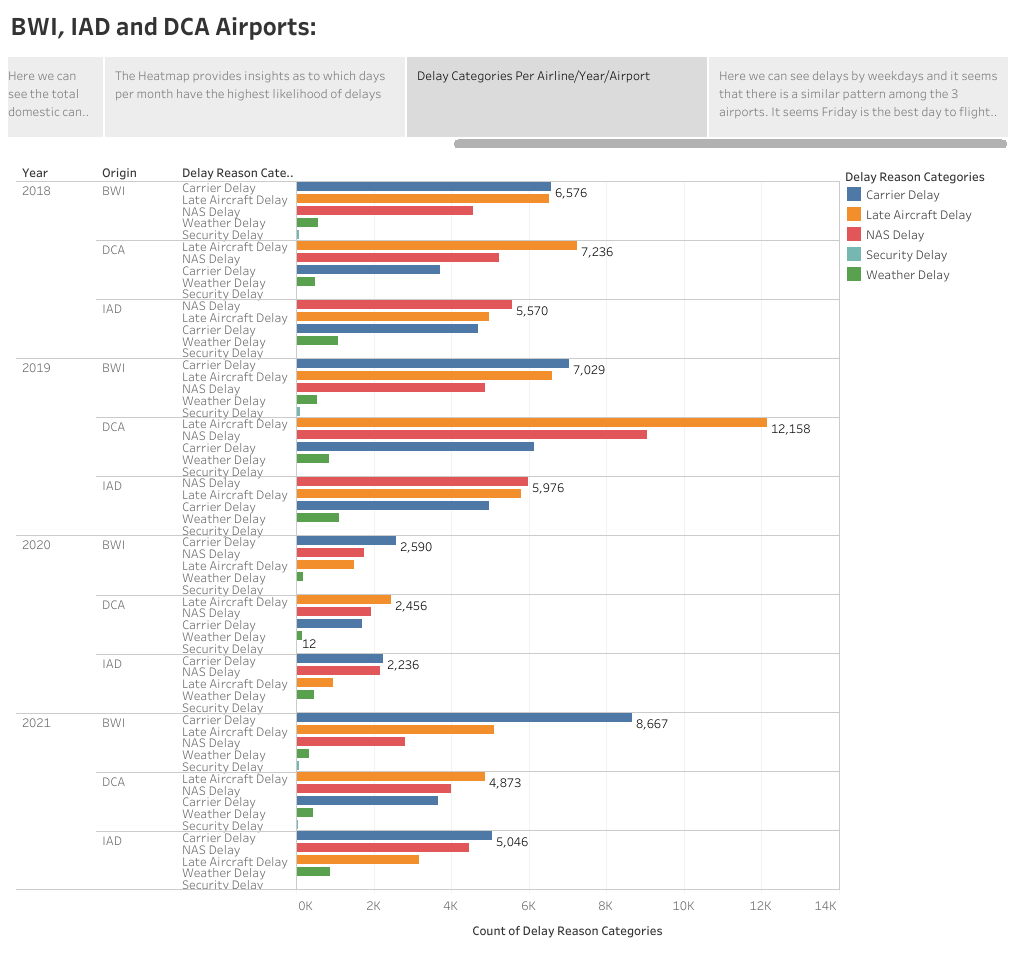 BWI, IAD and DCA Airports:
Here we can
see the total
domestic can..
The Heatmap provides insights as to which days
per month have the highest likelihood of delays
Delay Categories Per Airline/Year/Airport
Here we can see delays by weekdays and it seems
that there is a similar pattern among the 3
airports. It seems Friday is the best day to flight..
Year Origin Delay Reason Cate..
2018 BWI Carrier Delay 6,576
Late Aircraft Delay
NAS Delay
Weather Delay
Security Delay
DCA Late Aircraft Delay 7,236
NAS Delay
Carrier Delay
Weather Delay
Security Delay
IAD NAS Delay 5,570
Late Aircraft Delay
Carrier Delay
Weather Delay
Security Delay
2019 BWI Carrier Delay 7,029
Late Aircraft Delay
NAS Delay
Weather Delay
Security Delay
DCA Late Aircraft Delay 12,158
NAS Delay
Carrier Delay
Weather Delay
Security Delay
IAD NAS Delay 5,976
Late Aircraft Delay
Carrier Delay
Weather Delay
Security Delay
2020 BWI Carrier Delay 2,590
NAS Delay
Late Aircraft Delay
Weather Delay
Security Delay
DCA Late Aircraft Delay 2,456
NAS Delay
Carrier Delay
Weather Delay
Security Delay 12
IAD Carrier Delay 2,236
NAS Delay
Late Aircraft Delay
Weather Delay
Security Delay
2021 BWI Carrier Delay 8,667
Late Aircraft Delay
NAS Delay
Weather Delay
Security Delay
DCA Late Aircraft Delay 4,873
NAS Delay
Carrier Delay
Weather Delay
Security Delay
IAD Carrier Delay 5,046
NAS Delay
Late Aircraft Delay
Weather Delay
Security Delay
0K 2K 4K 6K 8K 10K 12K 14K
Count of Delay Reason Categories
Delay Reason Categories
Carrier Delay
Late Aircraft Delay
NAS Delay
Security Delay
Weather Delay